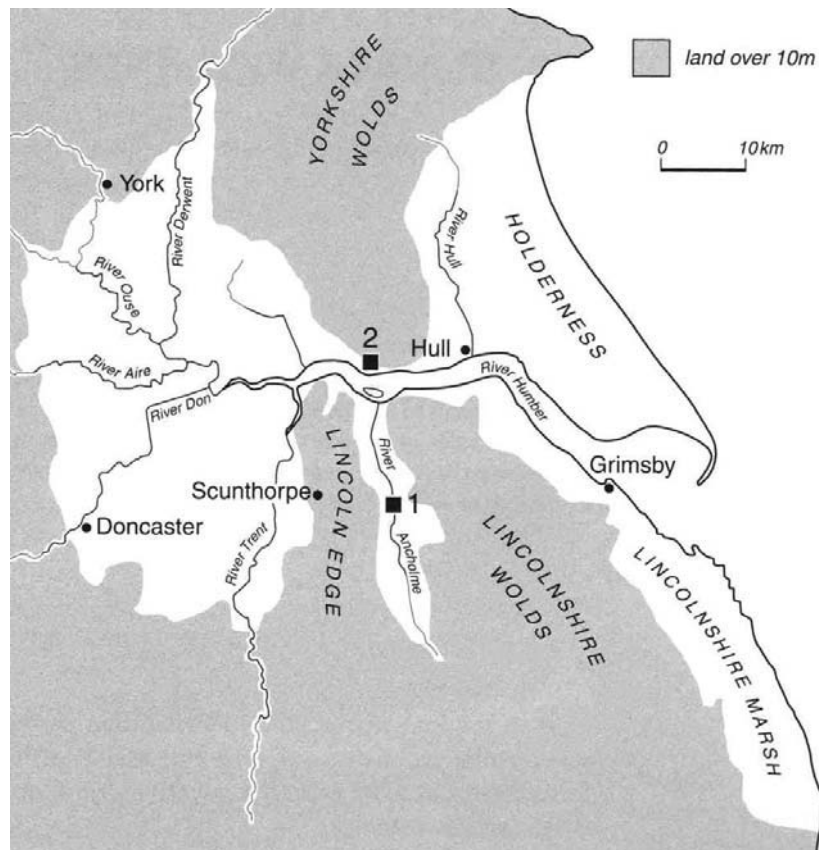 YORKSHIRE
WOLDS
land over 10m
0 10km
York
River Derwent
River Hull
HOLDERNESS
River Ouse
2
Hull
River Aire
River Humber
River Don
River
Grimsby
Scunthorpe
1
LINCOLN EDGE
Doncaster
River Trent
Ancholme
LINCOLNSHIRE
WOLDS
LINCOLNSHIRE MARSH